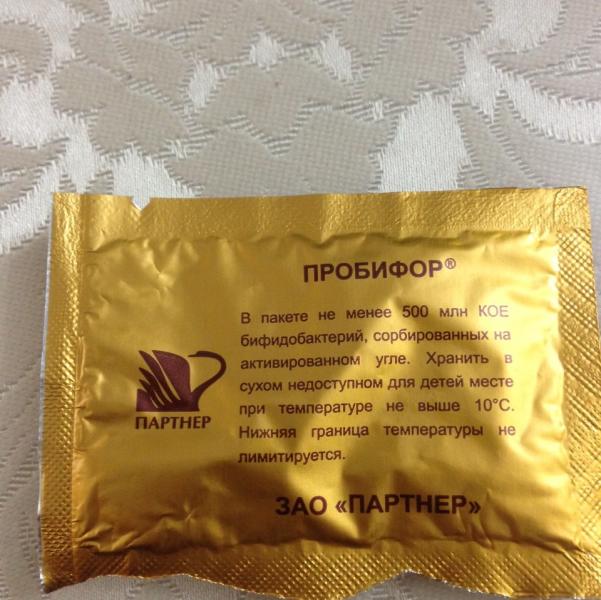 ПРОБИФОР®
В пакете не менее 500 млн КОЕ
бифидобактерий, сорбированных на
активированном угле. Хранить в
сухом недоступном для детей месте
при температуре не выше 10°С.
Нижняя граница температуры не
лимитируется.
ПАРТНЕР
ЗАО «ПАРТНЕР»